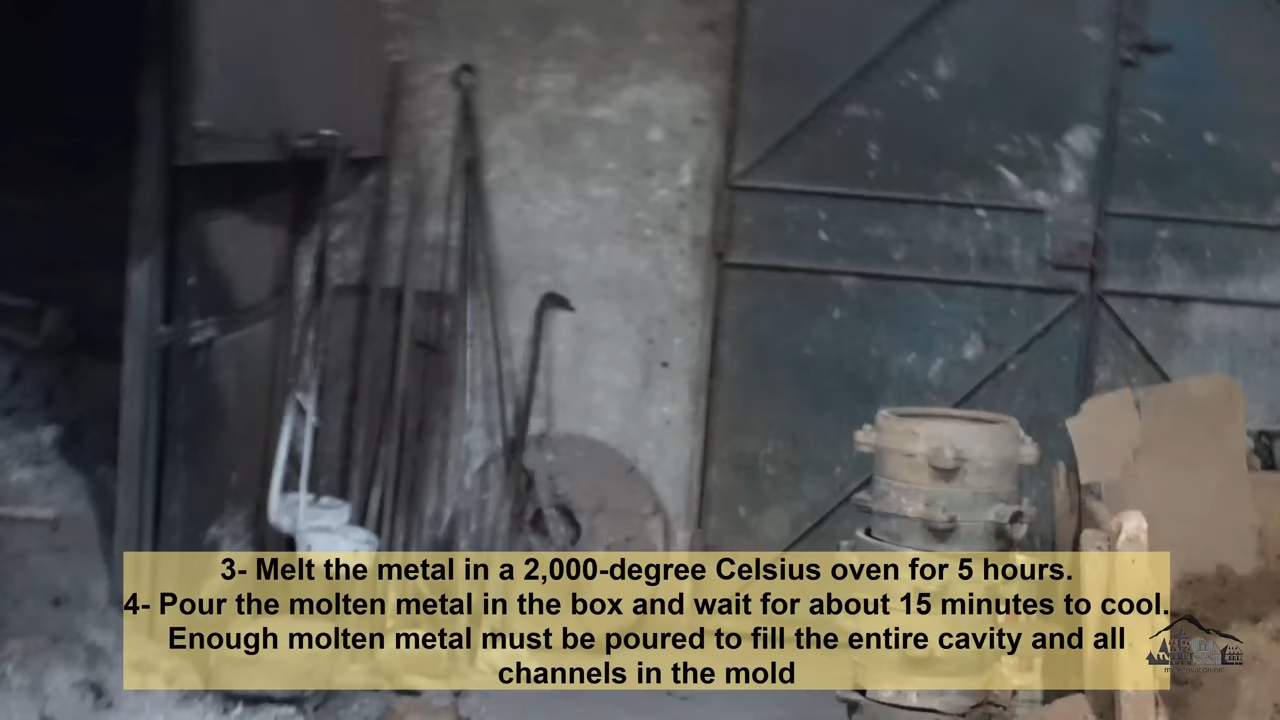 3- Melt the metal in a 2,000-degree Celsius oven for 5 hours.
4- Pour the molten metal in the box and wait for about 15 minutes to cool.
Enough molten metal must be poured to fill the entire cavity and all
channels in the mold